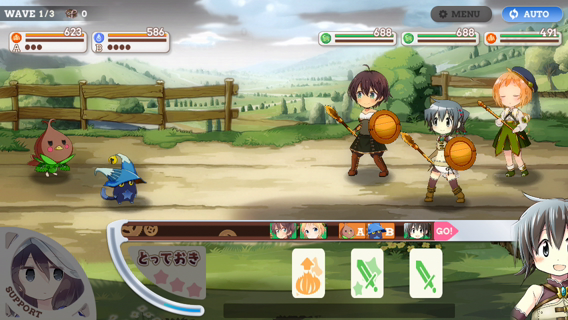 WAVE 1/3 0 MENU AUTO
623 586 688 688 491
A B
A B GO!
とっておき
SUPPORT